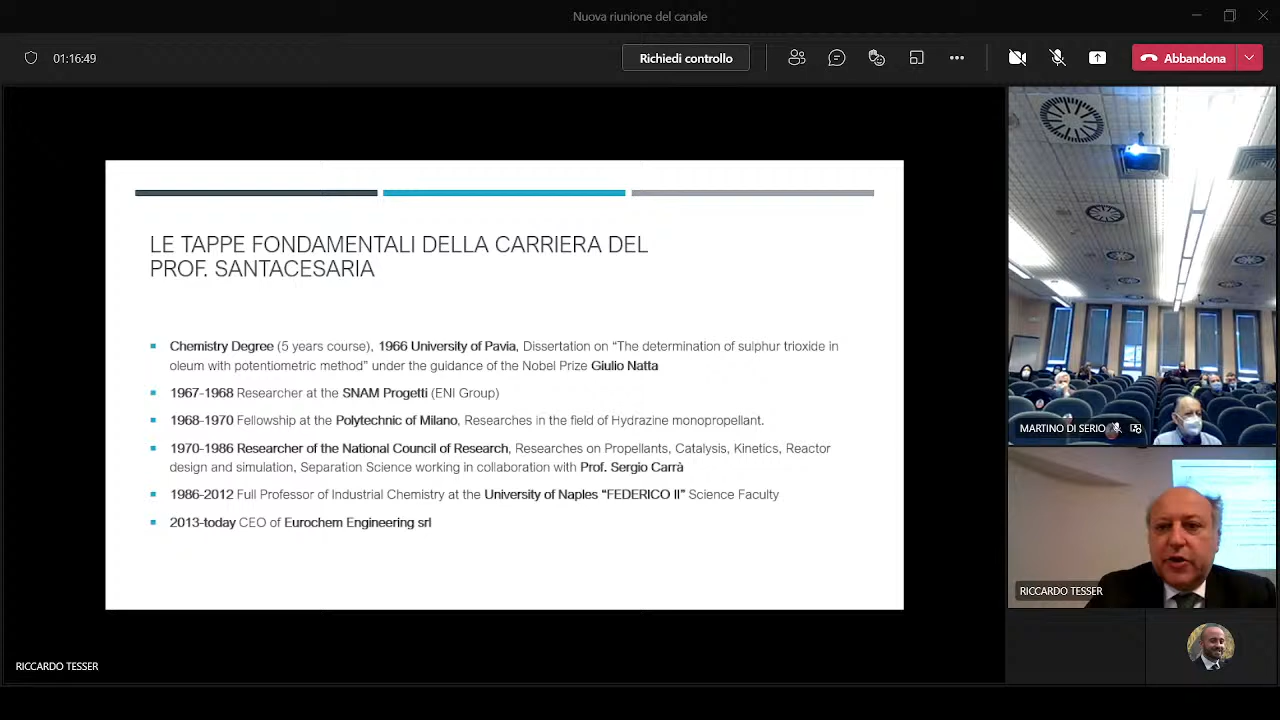 Nuova riunione del canale
01:16:49
Richiedi controllo
Abbandona
LE TAPPE FONDAMENTALI DELLA CARRIERA DEL
PROF. SANTACESARIA
Chemistry Degree (5 years course), 1966 University of Pavia, Dissertation on “The determination of sulphur trioxide in
oleum with potentiometric method” under the guidance of the Nobel Prize Giulio Natta
1967-1968 Researcher at the SNAM Progetti (ENI Group)
1968-1970 Fellowship at the Polytechnic of Milano, Researches in the field of Hydrazine monopropellant.
1970-1986 Researcher of the National Council of Research, Researches on Propellants, Catalysis, Kinetics, Reactor
design and simulation, Separation Science working in collaboration with Prof. Sergio Carrà
1986-2012 Full Professor of Industrial Chemistry at the University of Naples “FEDERICO II” Science Faculty
2013-today CEO of Eurochem Engineering srl
MARTINO DI SERIO
RICCARDO TESSER
RICCARDO TESSER